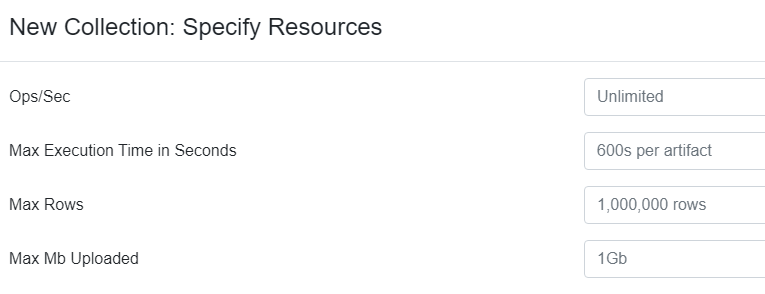 New Collection: Specify Resources
Ops/Sec
Unlimited
Max Execution Time in Seconds
600s per artifact
Max Rows
1,000,000 rows
Max Mb Uploaded
1Gb